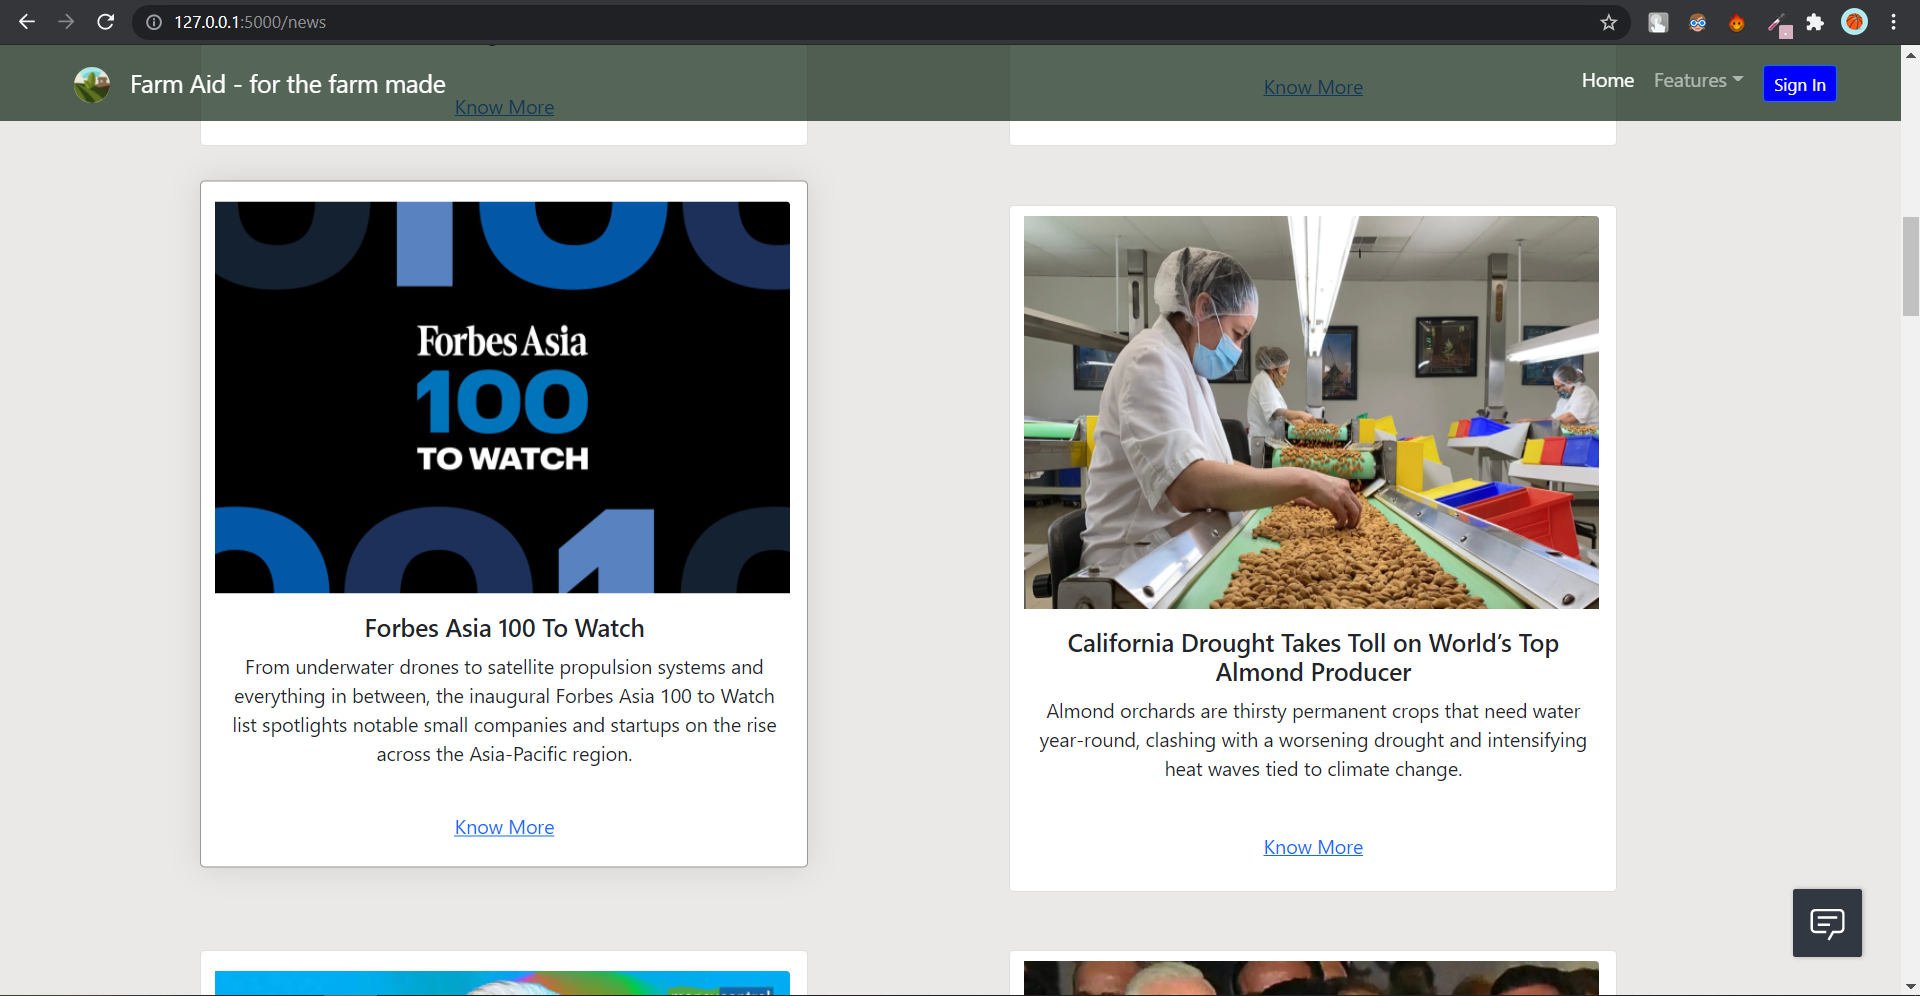 127.0.0.1:5000/news
Farm Aid - for the farm made
Home
Features
Sign In
Know More
Know More
Forbes Asia
100
TO WATCH
Forbes Asia 100 To Watch
From underwater drones to satellite propulsion systems and
everything in between, the inaugural Forbes Asia 100 to Watch
list spotlights notable small companies and startups on the rise
across the Asia-Pacific region.
Know More
California Drought Takes Toll on World’s Top
Almond Producer
Almond orchards are thirsty permanent crops that need water
year-round, clashing with a worsening drought and intensifying
heat waves tied to climate change.
Know More